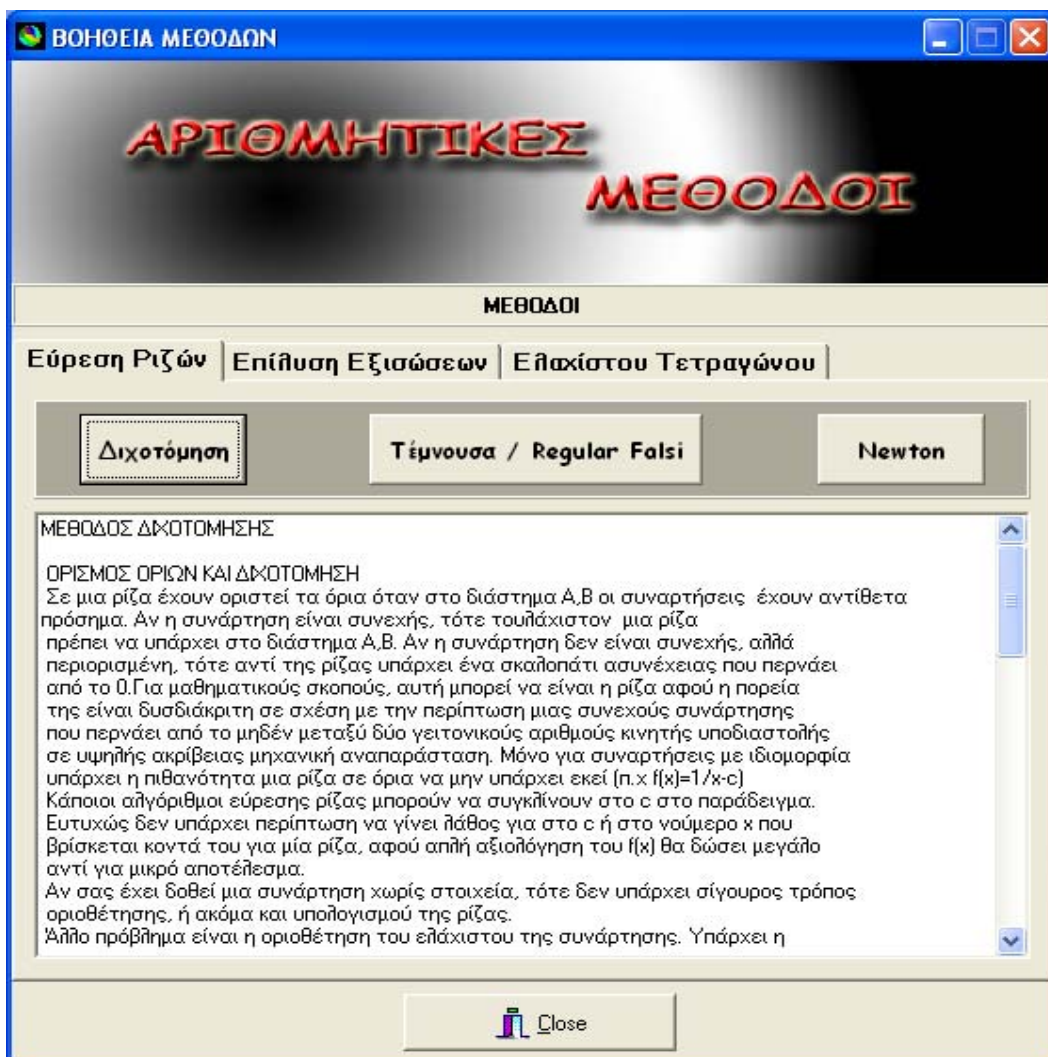 ΒΟΗΘΕΙΑ ΜΕΘΟΔΩΝ
ΑΡΙΘΜΗΤΙΚΕΣ
ΜΕΘΟΔΟΙ
ΜΕΘΟΔΟΙ
Εύρεση Ριζών
Επίλυση Εξισώσεων
Ελαχίστου Τετραγώνου
Διχοτόμηση
Τέμνουσα / Regular Falsi
Newton
ΜΕΘΟΔΟΣ ΔΙΧΟΤΟΜΗΣΗΣ
ΟΡΙΣΜΟΣ ΟΡΙΩΝ ΚΑΙ ΔΙΧΟΤΟΜΗΣΗ
Σε μια ρίζα έχουν οριστεί τα όρια όταν στο διάστημα Α,Β οι συναρτήσεις έχουν αντίθετα
πρόσημα. Αν η συνάρτηση είναι συνεχής, τότε τουλάχιστον μια ρίζα
πρέπει να υπάρχει στο διάστημα Α,Β. Αν η συνάρτηση δεν είναι συνεχής, αλλά
περιορισμένη, τότε αντί της ρίζας υπάρχει ένα σκαλοπάτι ασυνέχειας που περνάει
από το 0.Για μαθηματικούς σκοπούς, αυτή μπορεί να είναι η ρίζα αφού η πορεία
της είναι δυσδιάκριτη σε σχέση με την περίπτωση μιας συνεχούς συνάρτησης
που περνάει από το μηδέν μεταξύ δύο γειτονικούς αριθμούς κινητής υποδιαστολής
σε υψηλής ακρίβειας μηχανική αναπαράσταση. Μόνο για συναρτήσεις με ιδιομορφία
υπάρχει η πιθανότητα μια ρίζα σε όρια να μην υπάρχει εκεί (π.χ f(x)=1/x-c)
Κάποιοι αλγόριθμοι εύρεσης ρίζας μπορούν να συγκλίνουν στο c στο παράδειγμα.
Ευτυχώς δεν υπάρχει περίπτωση να γίνει λάθος για στο c ή στο νούμερο x που
βρίσκεται κοντά του για μία ρίζα, αφού απλή αξιολόγηση του f(x) θα δώσει μεγάλο
αντί για μικρό αποτέλεσμα.
Αν σας έχει δοθεί μια συνάρτηση χωρίς στοιχεία, τότε δεν υπάρχει σίγουρος τρόπος
οριοθέτησης, ή ακόμα και υπολογισμού της ρίζας.
Άλλο πρόβλημα είναι η οριοθέτηση του ελάχιστου της συνάρτησης. Υπάρχει η
Close